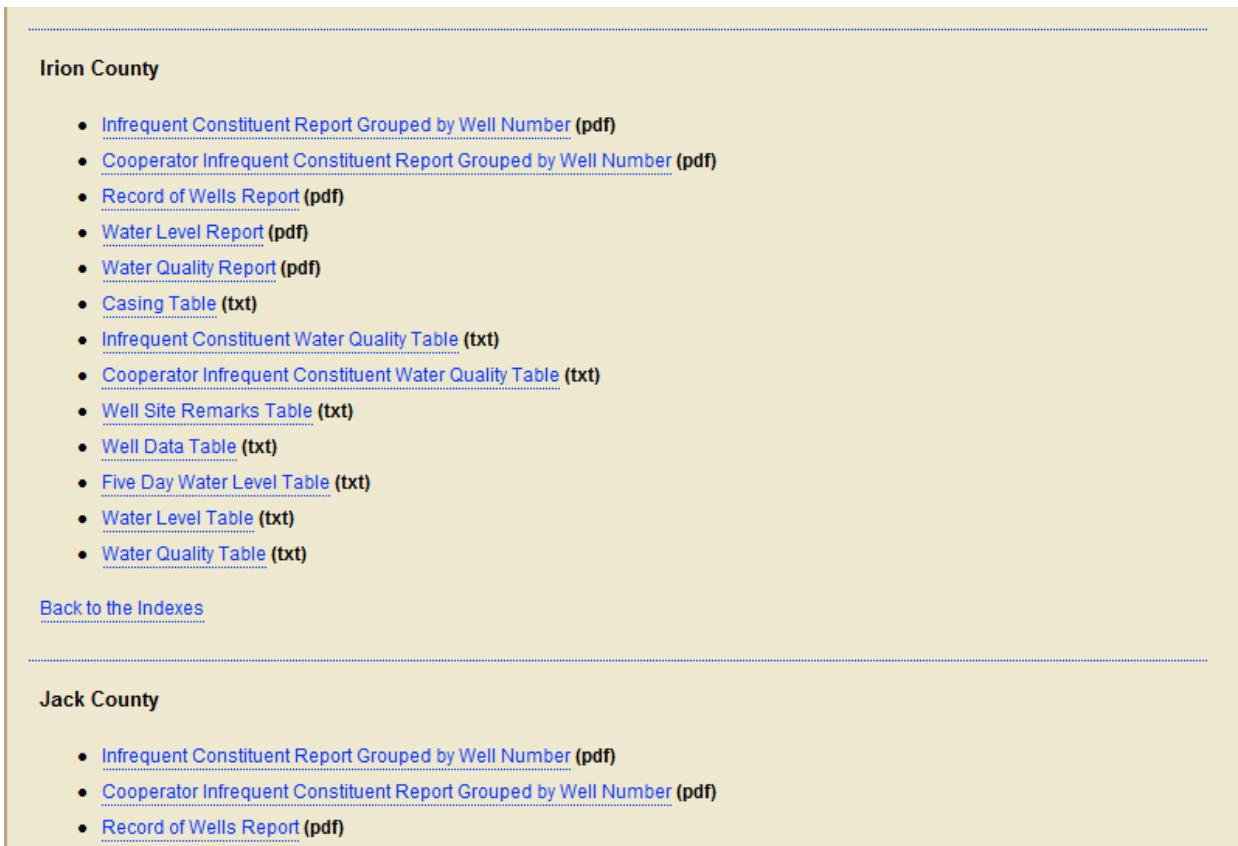 Irion County
• Infrequent Constituent Report Grouped by Well Number (pdf)
• Cooperator Infrequent Constituent Report Grouped by Well Number (pdf)
• Record of Wells Report (pdf)
• Water Level Report (pdf)
• Water Quality Report (pdf)
• Casing Table (txt)
• Infrequent Constituent Water Quality Table (txt)
• Cooperator Infrequent Constituent Water Quality Table (txt)
• Well Site Remarks Table (txt)
• Well Data Table (txt)
• Five Day Water Level Table (txt)
• Water Level Table (txt)
• Water Quality Table (txt)
Back to the Indexes
Jack County
• Infrequent Constituent Report Grouped by Well Number (pdf)
• Cooperator Infrequent Constituent Report Grouped by Well Number (pdf)
• Record of Wells Report (pdf)